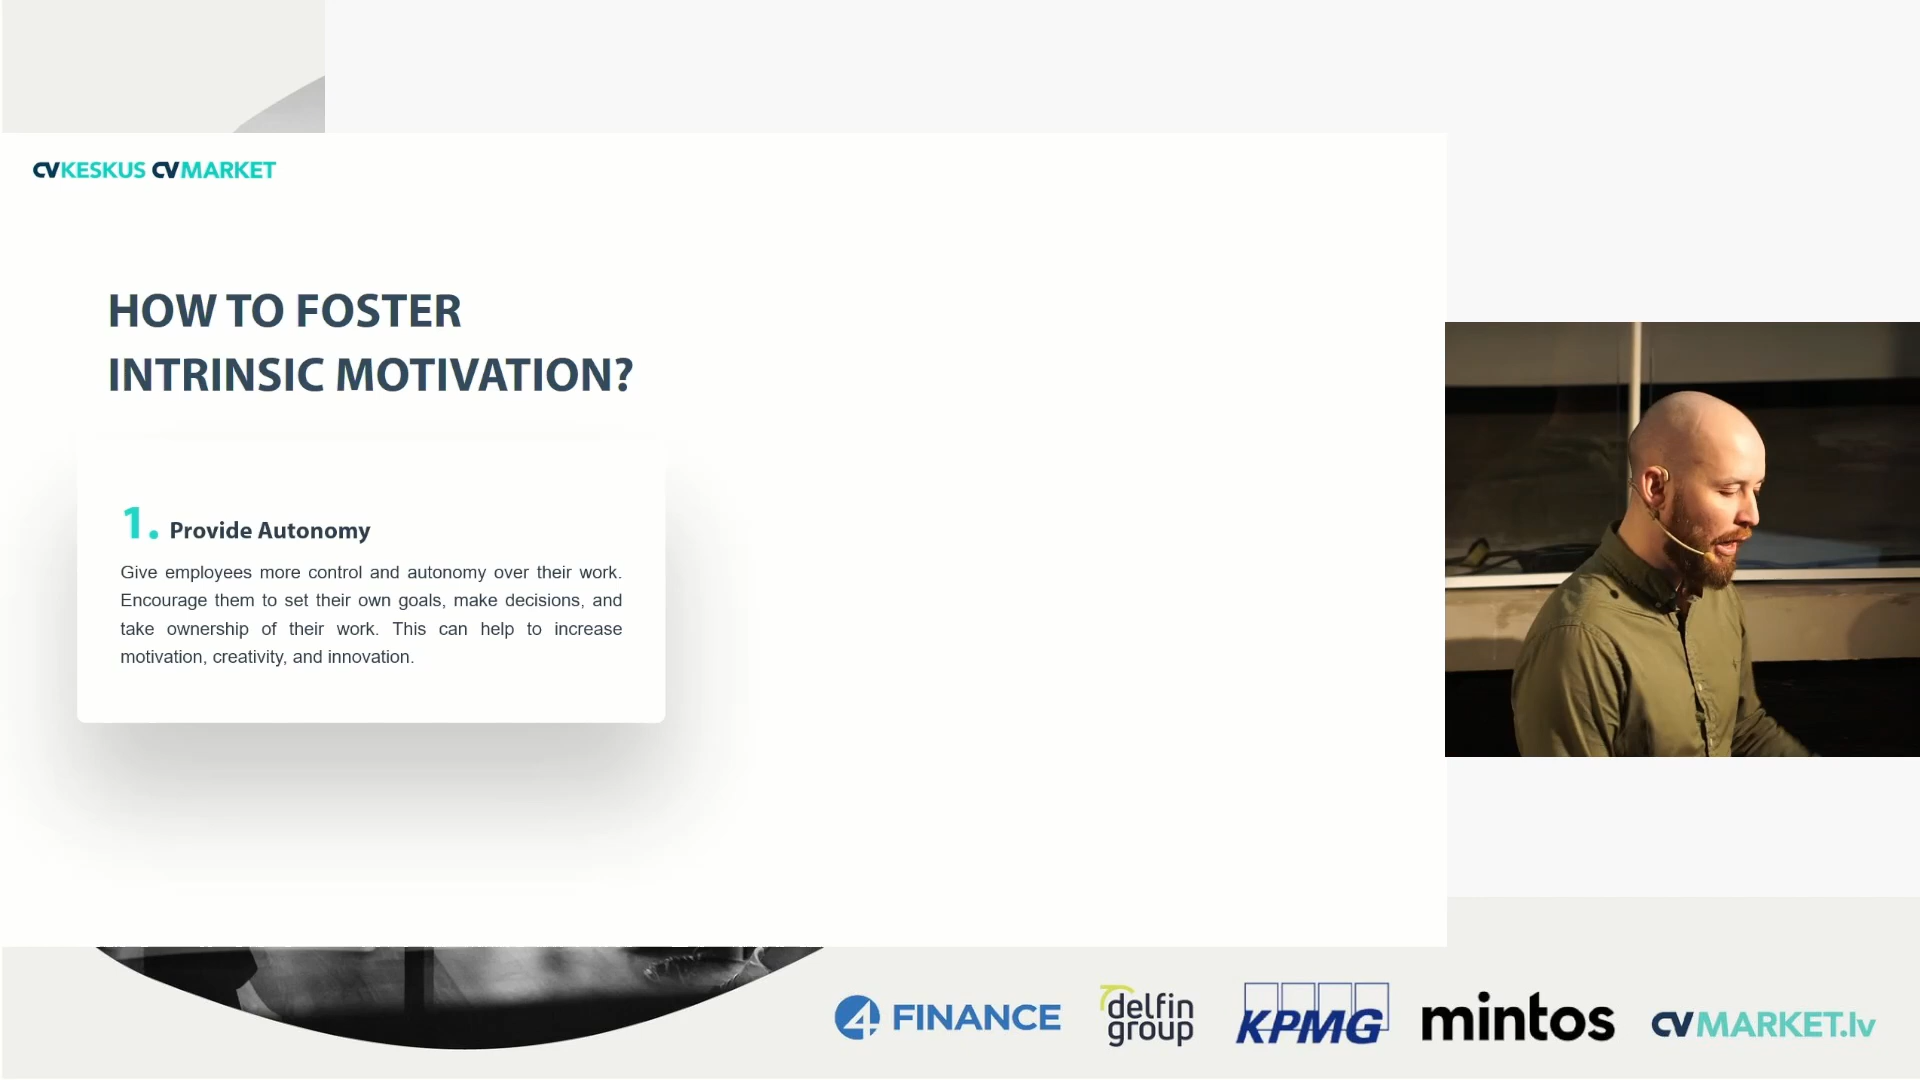 CVKESKUS CVMARKET
HOW TO FOSTER
INTRINSIC MOTIVATION?
1. Provide Autonomy
Give employees more control and autonomy over their work.
Encourage them to set their own goals, make decisions, and
take ownership of their work. This can help to increase
motivation, creativity, and innovation.
4 FINANCE
delfin
group
KPMG
mintos
CVMARKET.lv